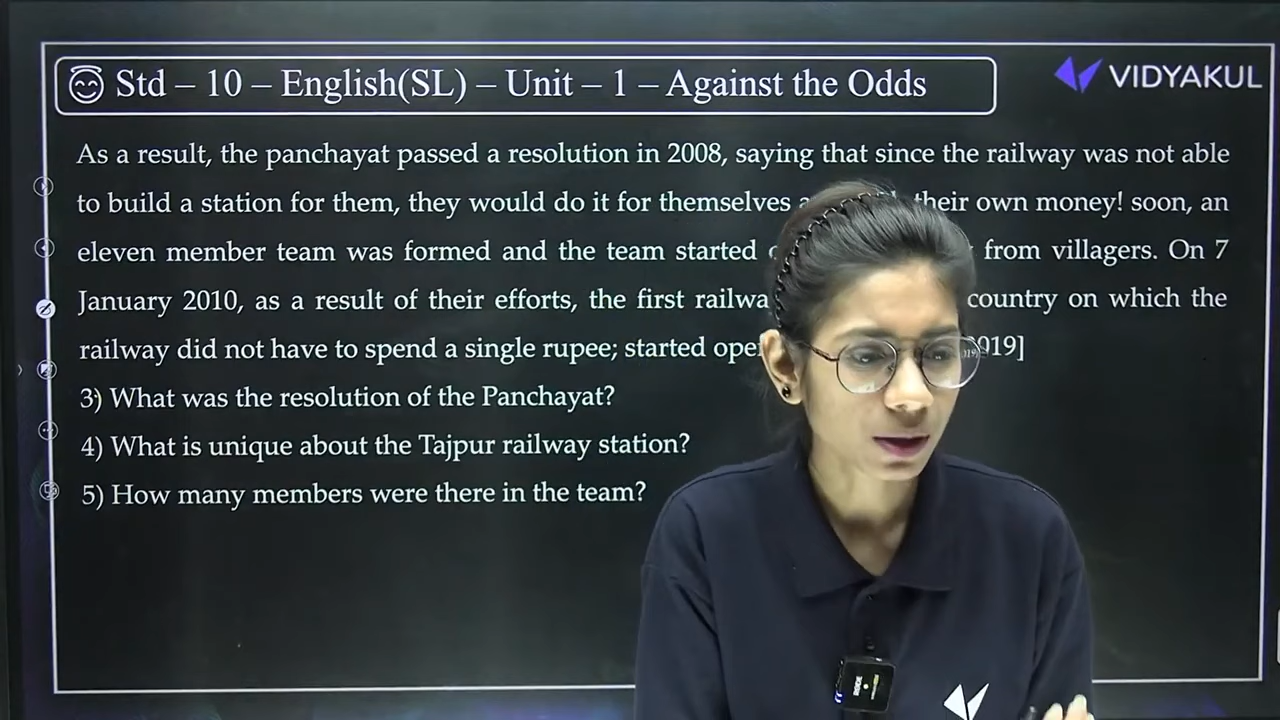 Std – 10 – English(SL) – Unit – 1 – Against the Odds
VIDYAKUL
As a result, the panchayat passed a resolution in 2008, saying that since the railway was not able
to build a station for them, they would do it for themselves their own money! soon, an
eleven member team was formed and the team started from villagers. On 7
January 2010, as a result of their efforts, the first country on which the
railway did not have to spend a single rupee; started
3) What was the resolution of the Panchayat?
4) What is unique about the Tajpur railway station?
5) How many members were there in the team?